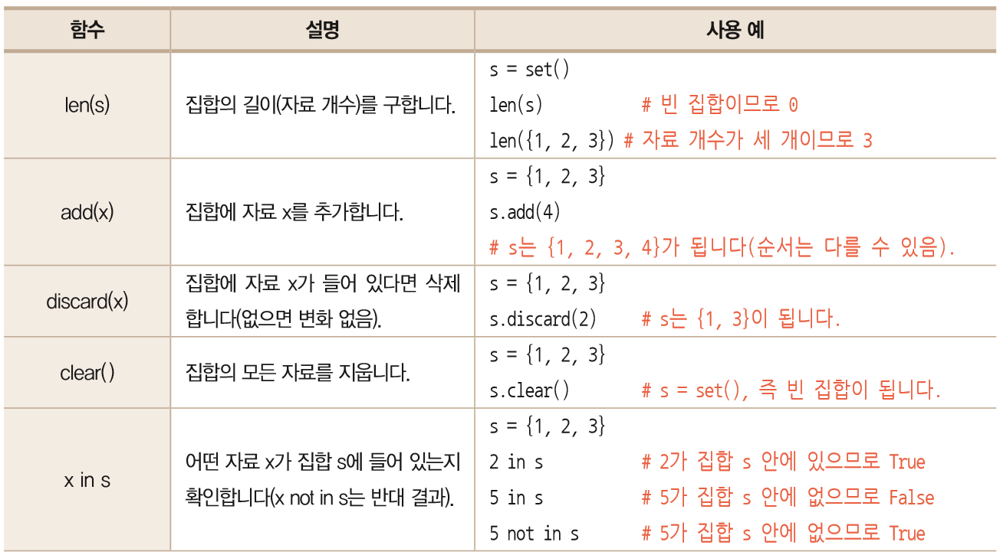 함수 설명 사용 예
len(s)
집합의 길이(자료 개수)를 구합니다.
s = set()
len(s) # 빈 집합이므로 0
len({1, 2, 3}) # 자료 개수가 세 개이므로 3
add(x)
집합에 자료 x를 추가합니다.
s = {1, 2, 3}
s.add(4)
# s는 {1, 2, 3, 4}가 됩니다(순서는 다를 수 있음).
discard(x)
집합에 자료 x가 들어 있다면 삭제
합니다(없으면 변화 없음).
s = {1, 2, 3}
s.discard(2) # s는 {1, 3}이 됩니다.
clear()
집합의 모든 자료를 지웁니다.
s = {1, 2, 3}
s.clear() # s = set(), 즉 빈 집합이 됩니다.
x in s
어떤 자료 x가 집합 s에 들어 있는지
확인합니다(x not in s는 반대 결과).
s = {1, 2, 3}
2 in s # 2가 집합 s 안에 있으므로 True
5 in s # 5가 집합 s 안에 없으므로 False
5 not in s # 5가 집합 s 안에 없으므로 True